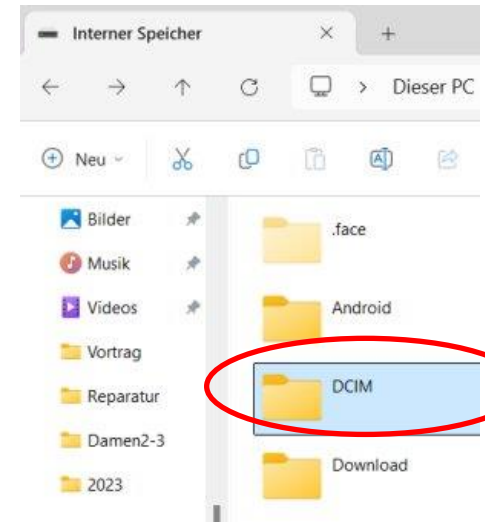 Interner Speicher
Dieser PC
Neu
Bilder
Musik
Videos
Vortrag
Reparatur
Damen2-3
2023
.face
Android
DCIM
Download